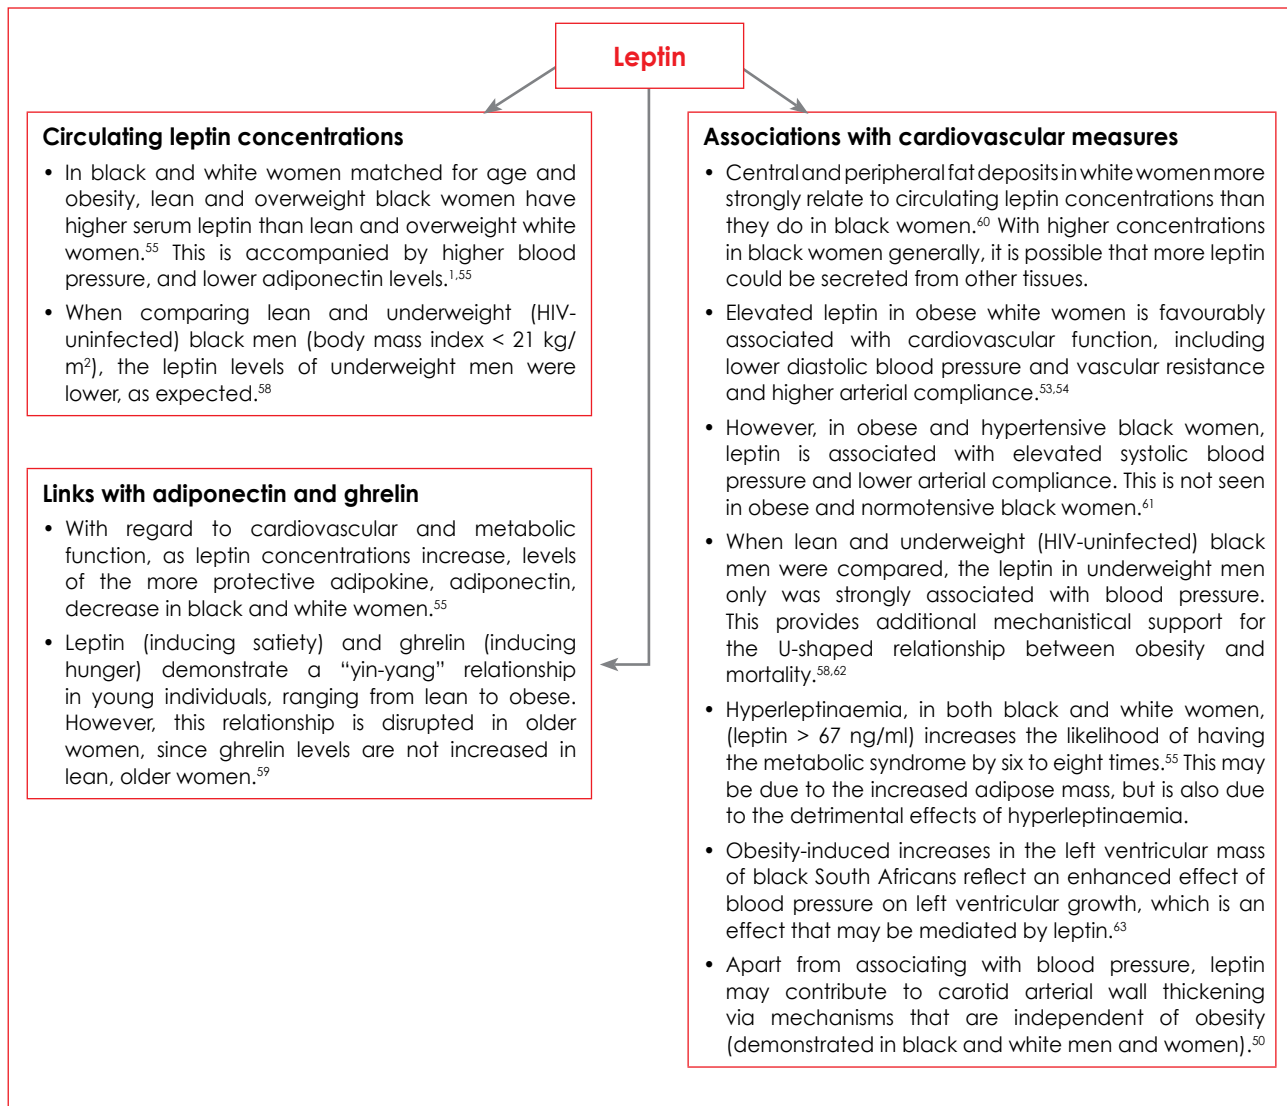 Leptin
Circulating leptin concentrations
• In black and white women matched for age and
obesity, lean and overweight black women have
higher serum leptin than lean and overweight white
women.55 This is accompanied by higher blood
pressure, and lower adiponectin levels.1,55
• When comparing lean and underweight (HIV-
uninfected) black men (body mass index < 21 kg/
m2), the leptin levels of underweight men were
lower, as expected.58
Links with adiponectin and ghrelin
• With regard to cardiovascular and metabolic
function, as leptin concentrations increase, levels
of the more protective adipokine, adiponectin,
decrease in black and white women.55
• Leptin (inducing satiety) and ghrelin (inducing
hunger) demonstrate a “yin-yang” relationship
in young individuals, ranging from lean to obese.
However, this relationship is disrupted in older
women, since ghrelin levels are not increased in
lean, older women.59
Associations with cardiovascular measures
• Central and peripheral fat deposits in white women more
strongly relate to circulating leptin concentrations than
they do in black women.60 With higher concentrations
in black women generally, it is possible that more leptin
could be secreted from other tissues.
• Elevated leptin in obese white women is favourably
associated with cardiovascular function, including
lower diastolic blood pressure and vascular resistance
and higher arterial compliance.53,54
• However, in obese and hypertensive black women,
leptin is associated with elevated systolic blood
pressure and lower arterial compliance. This is not seen
in obese and normotensive black women.61
• When lean and underweight (HIV-uninfected) black
men were compared, the leptin in underweight men
only was strongly associated with blood pressure.
This provides additional mechanistical support for
the U-shaped relationship between obesity and
mortality.58,62
• Hyperleptinaemia, in both black and white women,
(leptin > 67 ng/ml) increases the likelihood of having
the metabolic syndrome by six to eight times.55 This may
be due to the increased adipose mass, but is also due
to the detrimental effects of hyperleptinaemia.
• Obesity-induced increases in the left ventricular mass
of black South Africans reflect an enhanced effect of
blood pressure on left ventricular growth, which is an
effect that may be mediated by leptin.63
• Apart from associating with blood pressure, leptin
may contribute to carotid arterial wall thickening
via mechanisms that are independent of obesity
(demonstrated in black and white men and women).50